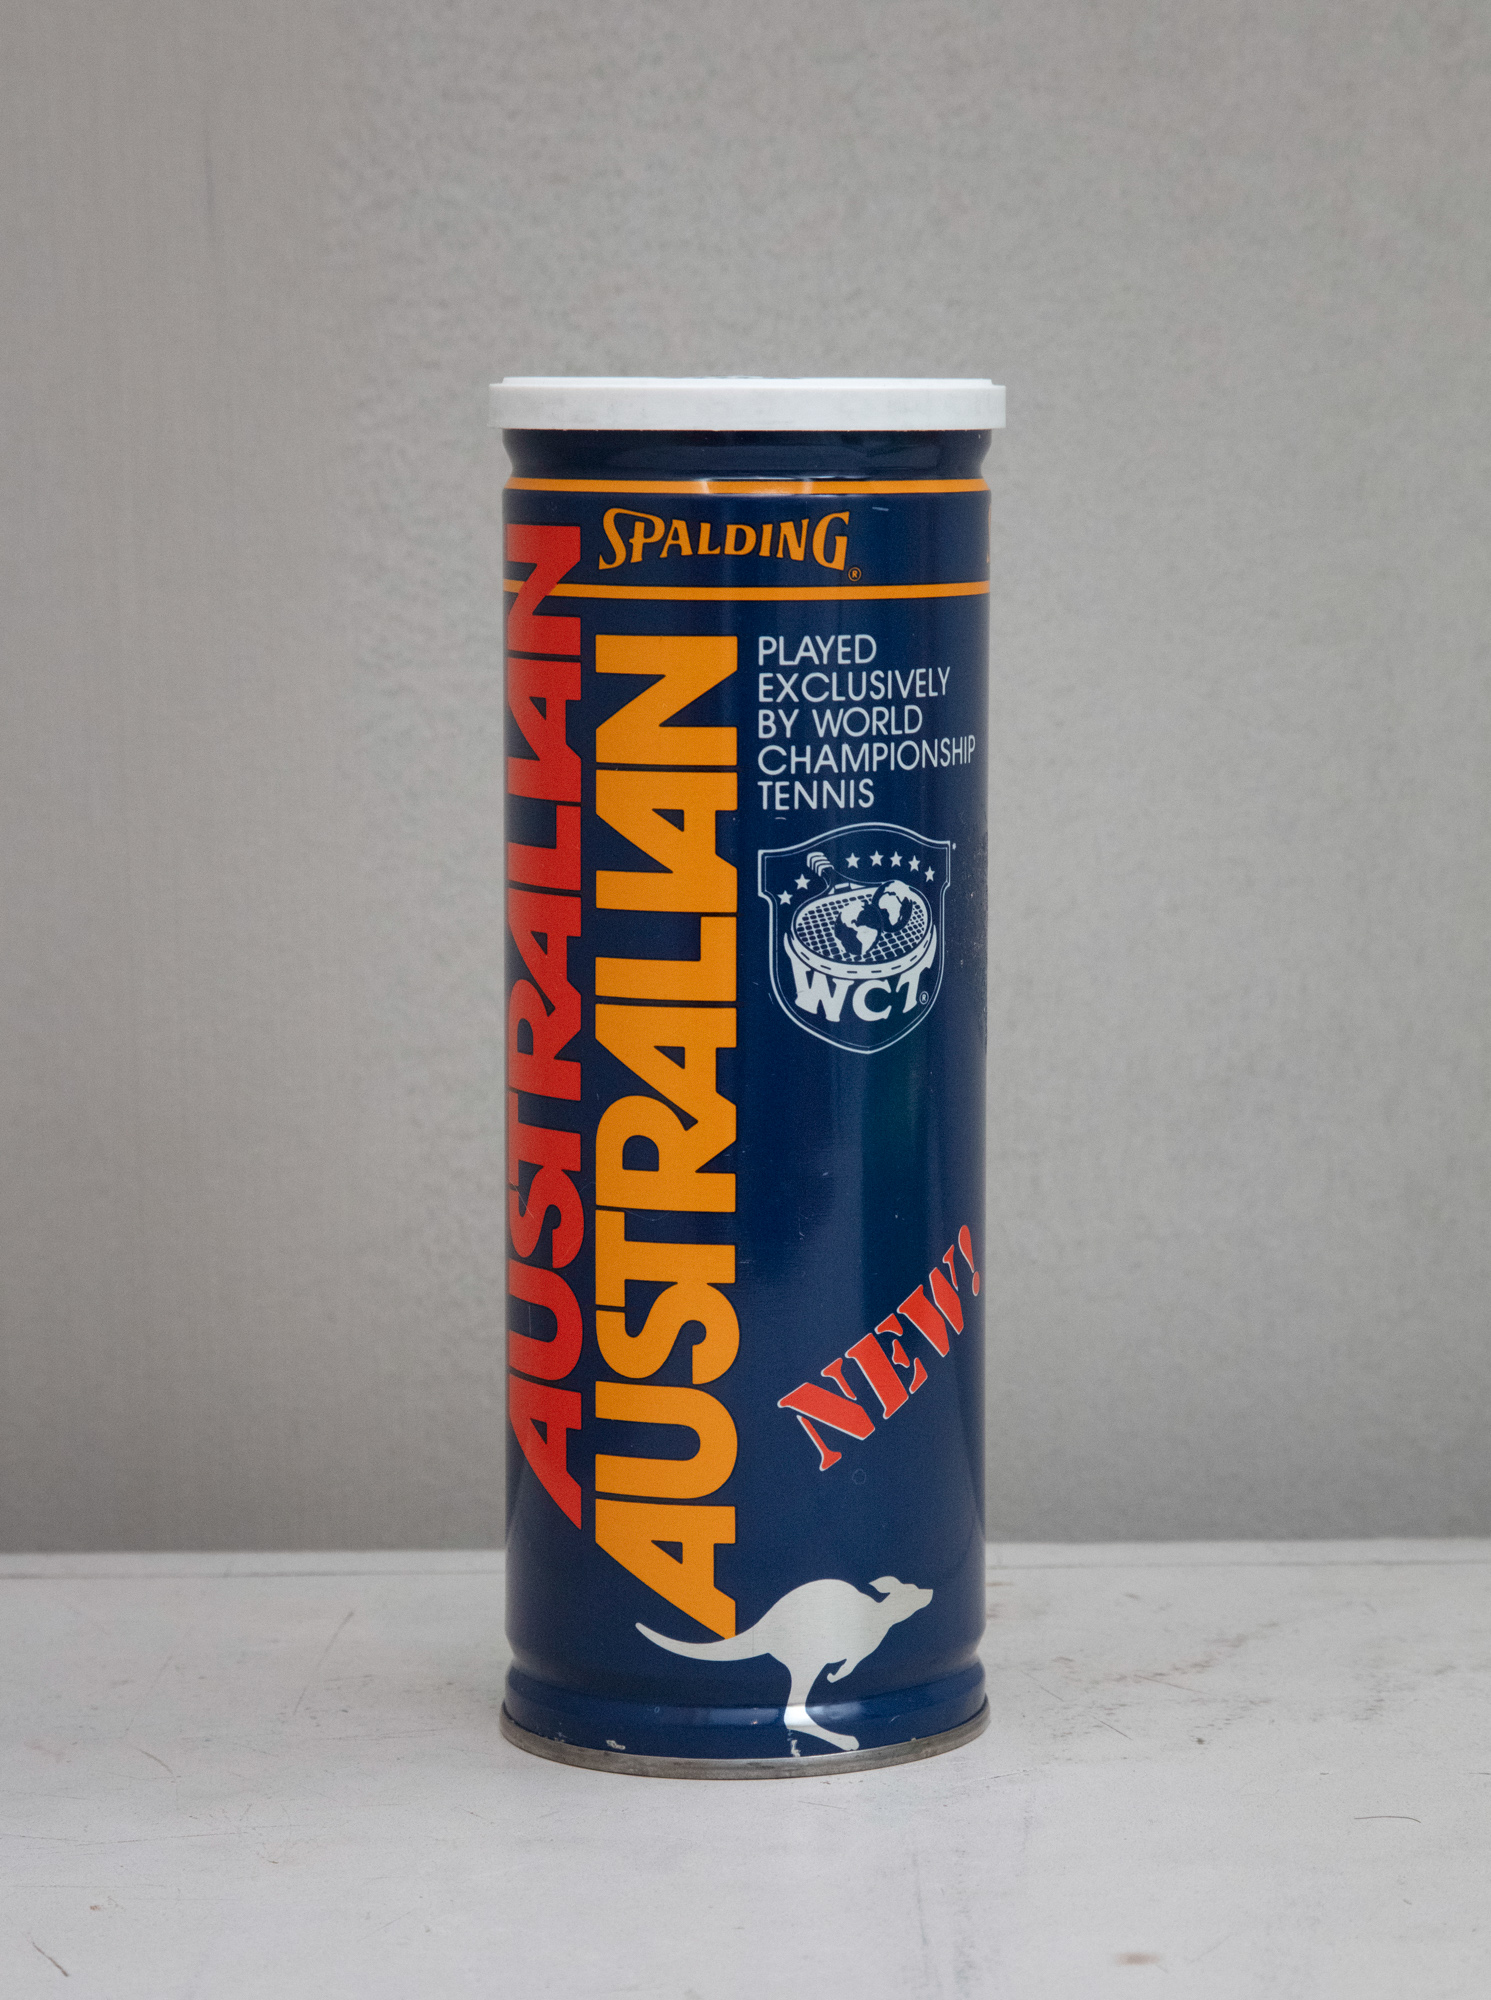 SPALDING®
AUSTRALIAN
AUSTRALIAN
PLAYED
EXCLUSIVELY
BY WORLD
CHAMPIONSHIP
TENNIS
WCT®
NEW!